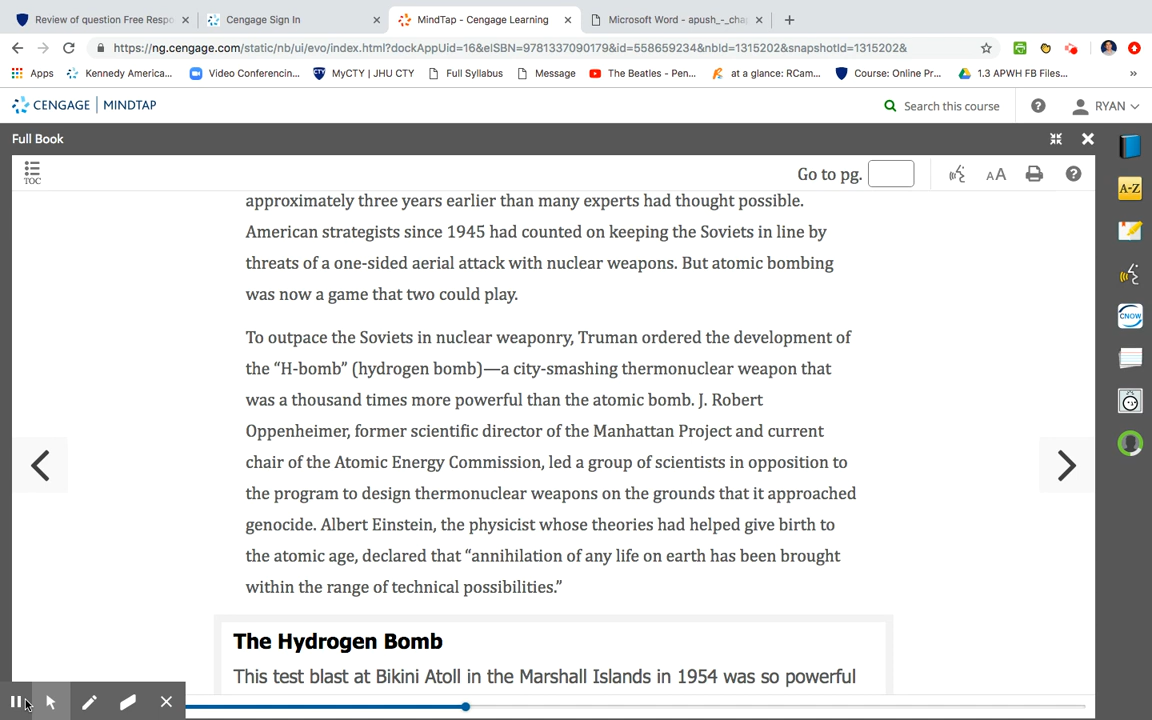 Review of question Free Respo
Cengage Sign In
MindTap - Cengage Learning
Microsoft Word - apush_-_cha
https://ng.cengage.com/static/nb/ui/evo/index.html?dockAppUid=16&eISBN=9781337090179&id=558659234&nbId=1315202&snapshotId=1315202&
Apps
Kennedy America...
Video Conferencin...
CTY
MyCTY | JHU CTY
Full Syllabus
Message
The Beatles - Pen...
at a glance: RCam...
Course: Online Pr...
1.3 APWH FB Files...
»
CENGAGE | MINDTAP
Search this course
?
RYAN
Full Book
TOC
Go to pg.
AA
?
A-Z
CNOW
approximately three years earlier than many experts had thought possible.
American strategists since 1945 had counted on keeping the Soviets in line by
threats of a one-sided aerial attack with nuclear weapons. But atomic bombing
was now a game that two could play.
To outpace the Soviets in nuclear weaponry, Truman ordered the development of
the “H-bomb” (hydrogen bomb)—a city-smashing thermonuclear weapon that
was a thousand times more powerful than the atomic bomb. J. Robert
Oppenheimer, former scientific director of the Manhattan Project and current
chair of the Atomic Energy Commission, led a group of scientists in opposition to
the program to design thermonuclear weapons on the grounds that it approached
genocide. Albert Einstein, the physicist whose theories had helped give birth to
the atomic age, declared that “annihilation of any life on earth has been brought
within the range of technical possibilities.”
The Hydrogen Bomb
This test blast at Bikini Atoll in the Marshall Islands in 1954 was so powerful